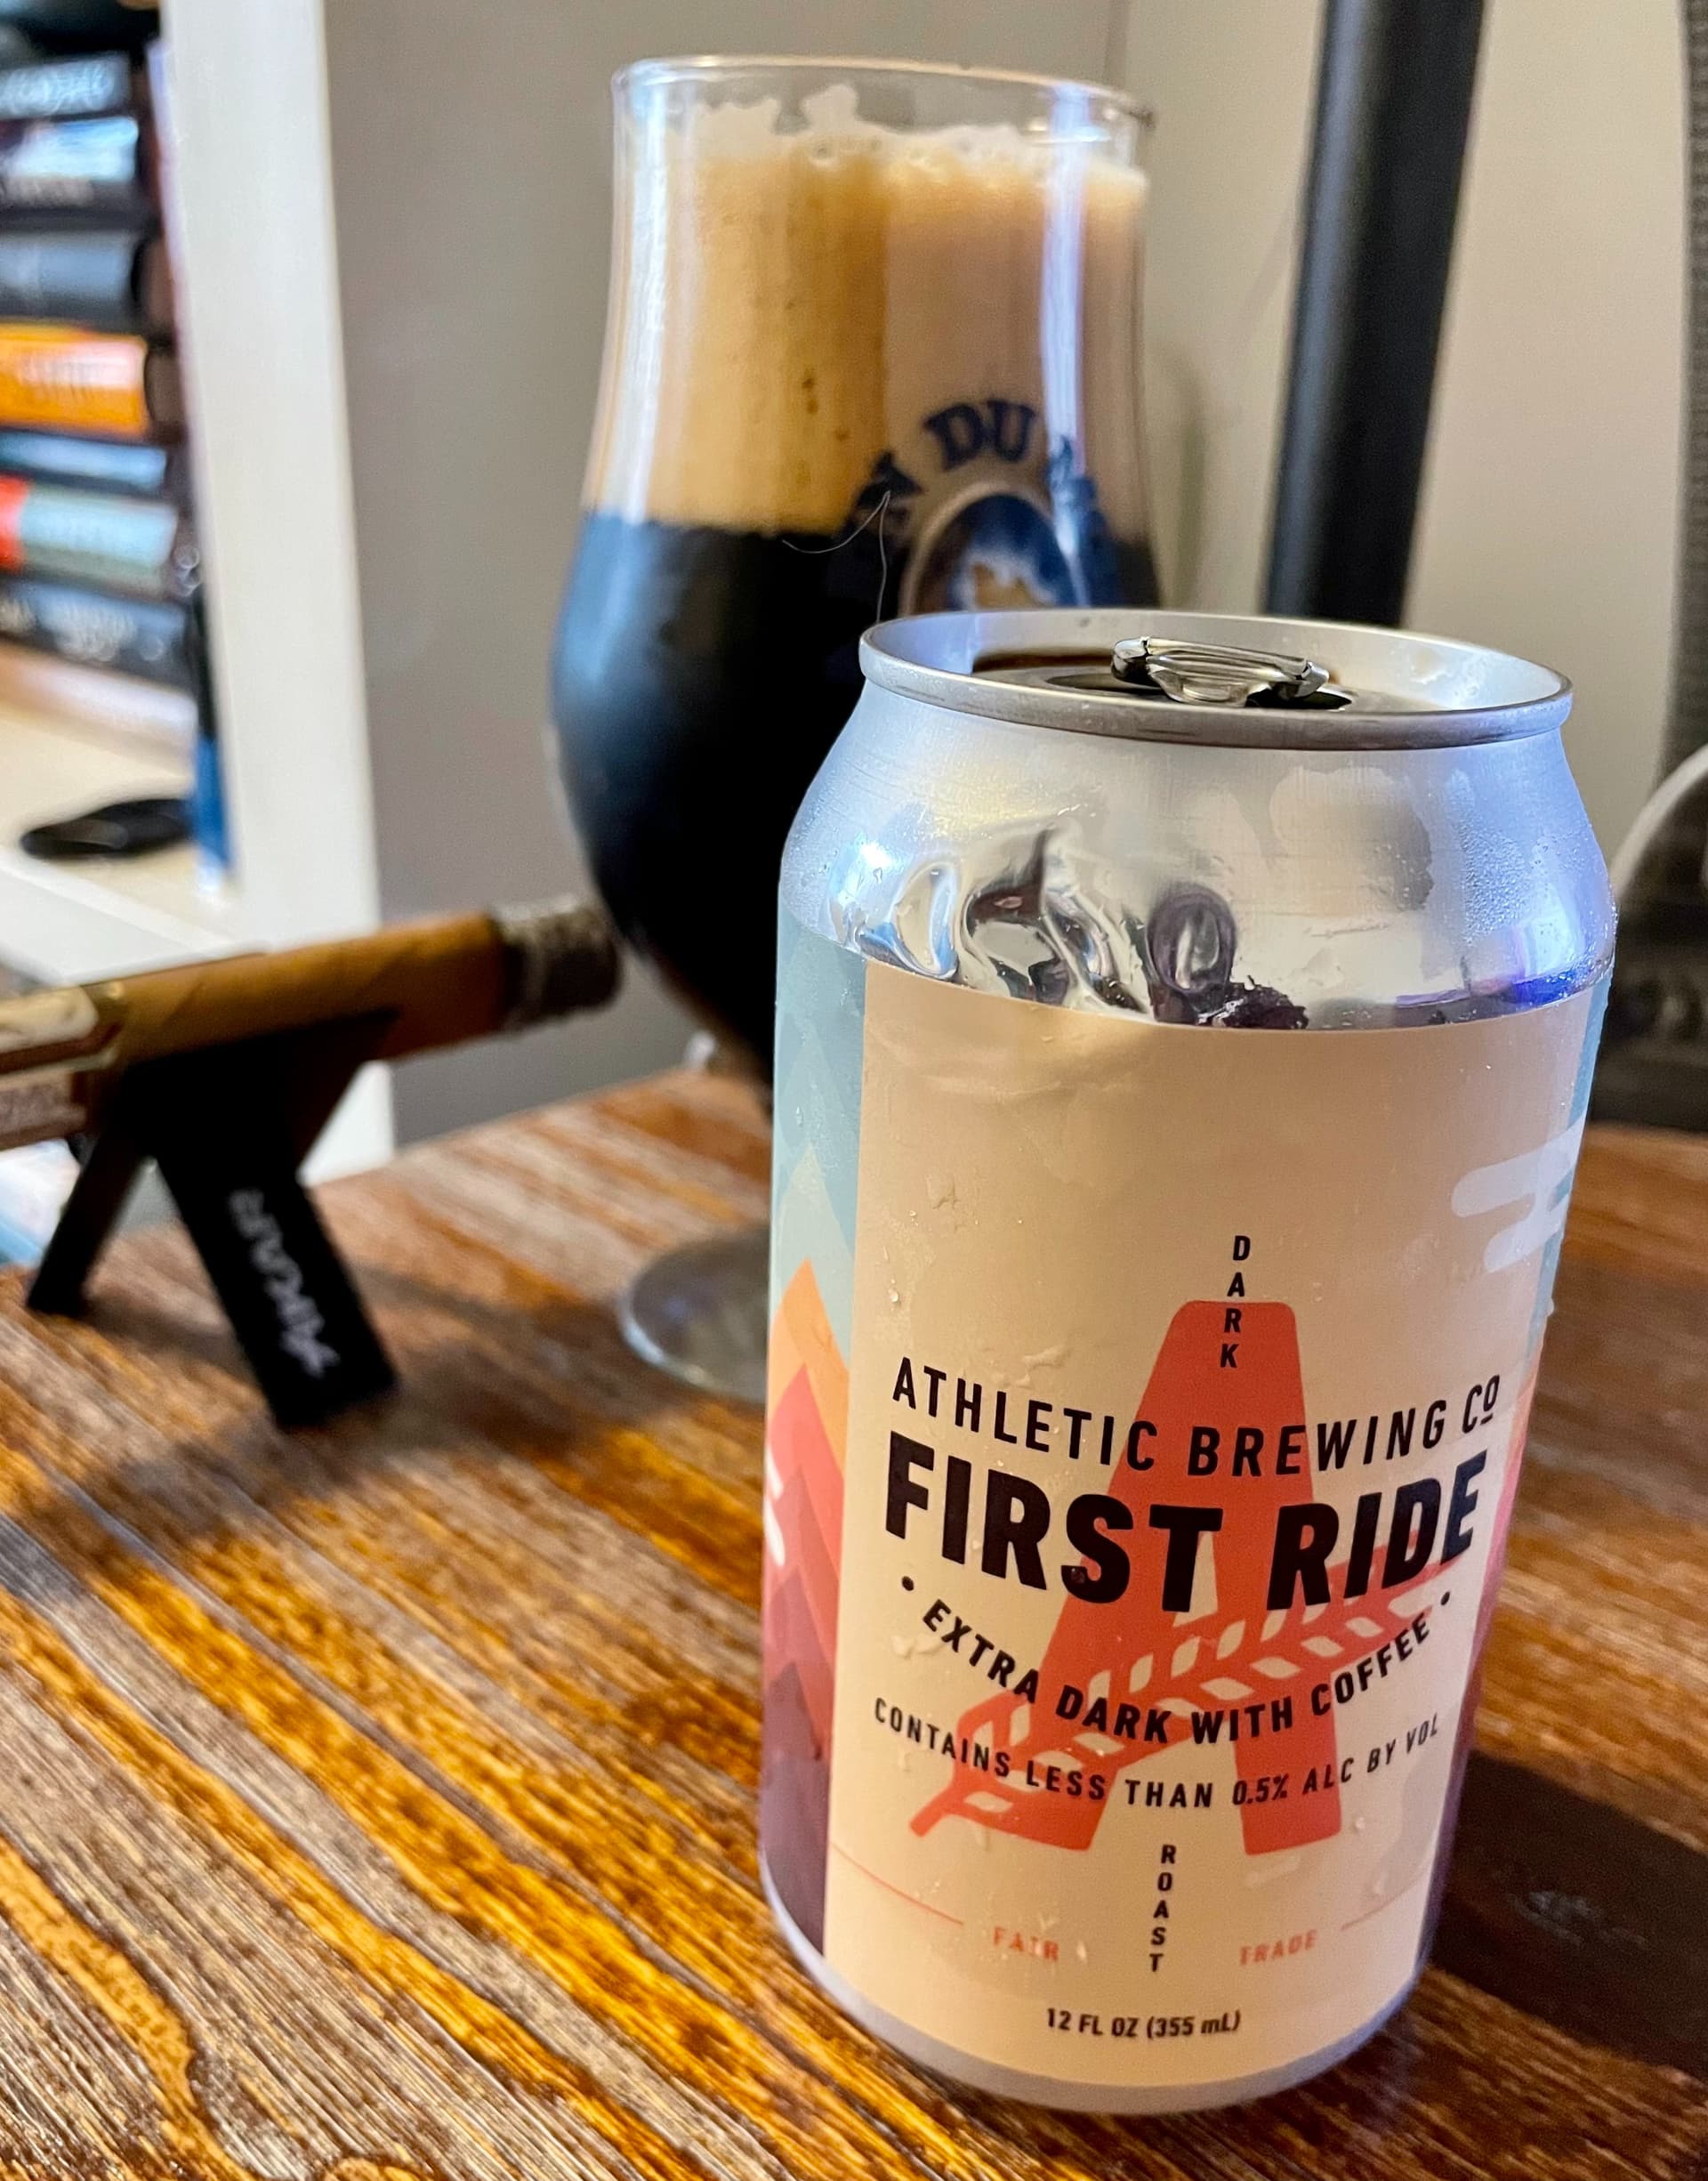 DU
DARK
ATHLETIC BREWING Cº
FIRST RIDE
• EXTRA DARK WITH COFFEE •
CONTAINS LESS THAN 0.5% ALC BY VOL
ROAST
FAIR TRADE
12 FL OZ (355 mL)